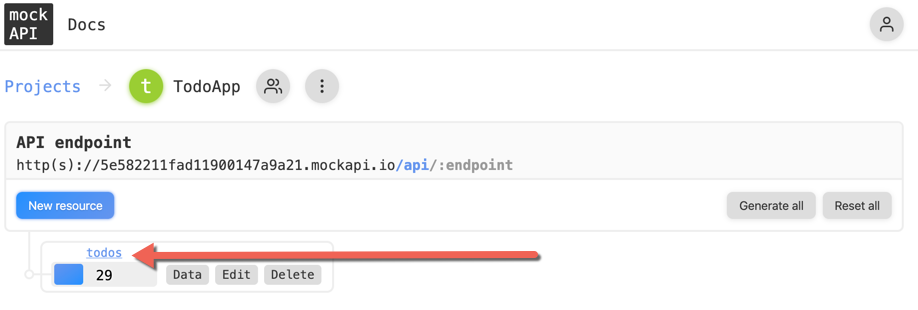 mock
API
Docs
Projects
t
TodoApp
API endpoint
http(s)://5e582211fad11900147a9a21.mockapi.io/api/:endpoint
New resource
Generate all
Reset all
todos
29
Data
Edit
Delete